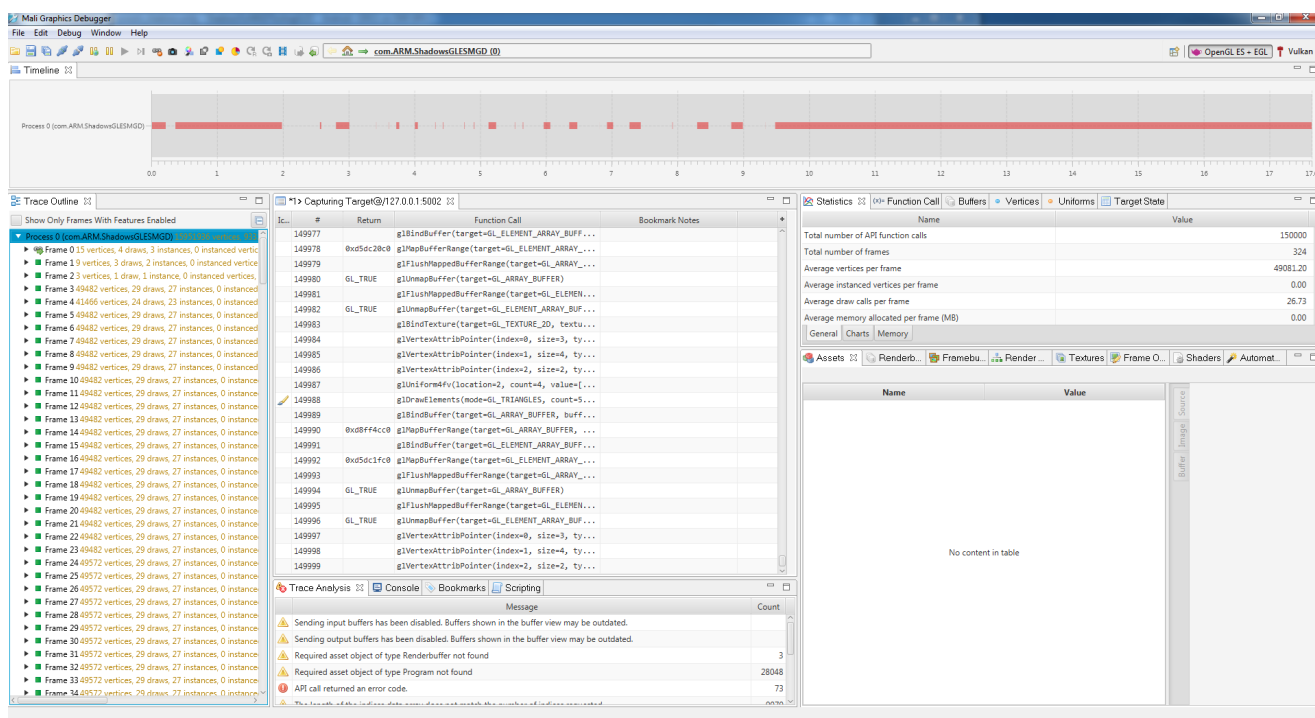 Mali Graphics Debugger
File Edit Debug Window Help
com.ARM.ShadowsGLESMGD (0)
OpenGL ES + EGL
Vulkan
Timeline
Process 0 (com.ARM.ShadowsGLESMGD)
0.0 1 2 3 4 5 6 7 8 9 10 11 12 13 14 15 16 17
Trace Outline
Show Only Frames With Features Enabled
Process 0 (com.ARM.ShadowsGLESMGD)
Frame 0 15 vertices, 4 draws, 3 instances, 0 instanced vertic
Frame 1 9 vertices, 3 draws, 2 instances, 0 instanced vertice
Frame 2 3 vertices, 1 draw, 1 instance, 0 instanced vertices,
Frame 3 49482 vertices, 29 draws, 27 instances, 0 instanced
Frame 4 41466 vertices, 24 draws, 23 instances, 0 instanced
Frame 5 49482 vertices, 29 draws, 27 instances, 0 instanced
Frame 6 49482 vertices, 29 draws, 27 instances, 0 instanced
Frame 7 49482 vertices, 29 draws, 27 instances, 0 instanced
Frame 8 49482 vertices, 29 draws, 27 instances, 0 instanced
Frame 9 49482 vertices, 29 draws, 27 instances, 0 instanced
Frame 10 49482 vertices, 29 draws, 27 instances, 0 instance
Frame 11 49482 vertices, 29 draws, 27 instances, 0 instance
Frame 12 49482 vertices, 29 draws, 27 instances, 0 instance
Frame 13 49482 vertices, 29 draws, 27 instances, 0 instance
Frame 14 49482 vertices, 29 draws, 27 instances, 0 instance
Frame 15 49482 vertices, 29 draws, 27 instances, 0 instance
Frame 16 49482 vertices, 29 draws, 27 instances, 0 instance
Frame 17 49482 vertices, 29 draws, 27 instances, 0 instance
Frame 18 49482 vertices, 29 draws, 27 instances, 0 instance
Frame 19 49482 vertices, 29 draws, 27 instances, 0 instance
Frame 20 49482 vertices, 29 draws, 27 instances, 0 instance
Frame 21 49482 vertices, 29 draws, 27 instances, 0 instance
Frame 22 49482 vertices, 29 draws, 27 instances, 0 instance
Frame 23 49482 vertices, 29 draws, 27 instances, 0 instance
Frame 24 49572 vertices, 29 draws, 27 instances, 0 instance
Frame 25 49572 vertices, 29 draws, 27 instances, 0 instance
Frame 26 49572 vertices, 29 draws, 27 instances, 0 instance
Frame 27 49572 vertices, 29 draws, 27 instances, 0 instance
Frame 28 49572 vertices, 29 draws, 27 instances, 0 instance
Frame 29 49572 vertices, 29 draws, 27 instances, 0 instance
Frame 30 49572 vertices, 29 draws, 27 instances, 0 instance
Frame 31 49572 vertices, 29 draws, 27 instances, 0 instance
Frame 32 49572 vertices, 29 draws, 27 instances, 0 instance
Frame 33 49572 vertices, 29 draws, 27 instances, 0 instance
Frame 34 49572 vertices, 29 draws, 27 instances, 0 instance
*1> Capturing Target@/127.0.0.1:5002
Ic... # Return Function Call Bookmark Notes
149977 glBindBuffer(target=GL_ELEMENT_ARRAY_BUFF...
149978 0xd5dc20c0 glMapBufferRange(target=GL_ELEMENT_ARRAY_...
149979 glFlushMappedBufferRange(target=GL_ARRAY_...
149980 GL_TRUE glUnmapBuffer(target=GL_ARRAY_BUFFER)
149981 glFlushMappedBufferRange(target=GL_ELEMEN...
149982 GL_TRUE glUnmapBuffer(target=GL_ELEMENT_ARRAY_BUF...
149983 glBindTexture(target=GL_TEXTURE_2D, textu...
149984 glVertexAttribPointer(index=0, size=3, ty...
149985 glVertexAttribPointer(index=1, size=4, ty...
149986 glVertexAttribPointer(index=2, size=2, ty...
149987 glUniform4fv(location=2, count=4, value=[...
149988 glDrawElements(mode=GL_TRIANGLES, count=5...
149989 glBindBuffer(target=GL_ARRAY_BUFFER, buff...
149990 0xd8ff4cc0 glMapBufferRange(target=GL_ARRAY_BUFFER, ...
149991 glBindBuffer(target=GL_ELEMENT_ARRAY_BUFF...
149992 0xd5dc1fc0 glMapBufferRange(target=GL_ELEMENT_ARRAY_...
149993 glFlushMappedBufferRange(target=GL_ARRAY_...
149994 GL_TRUE glUnmapBuffer(target=GL_ARRAY_BUFFER)
149995 glFlushMappedBufferRange(target=GL_ELEMEN...
149996 GL_TRUE glUnmapBuffer(target=GL_ELEMENT_ARRAY_BUF...
149997 glVertexAttribPointer(index=0, size=3, ty...
149998 glVertexAttribPointer(index=1, size=4, ty...
149999 glVertexAttribPointer(index=2, size=2, ty...
Trace Analysis Console Bookmarks Scripting
Message Count
Sending input buffers has been disabled. Buffers shown in the buffer view may be outdated.
Sending output buffers has been disabled. Buffers shown in the buffer view may be outdated.
Required asset object of type Renderbuffer not found 3
Required asset object of type Program not found 28048
API call returned an error code. 73
The length of the indices data array does not match the number of indices requested
Statistics Function Call Buffers Vertices Uniforms Target State
Name Value
Total number of API function calls 150000
Total number of frames 324
Average vertices per frame 49081.20
Average instanced vertices per frame 0.00
Average draw calls per frame 26.73
Average memory allocated per frame (MB) 0.00
General Charts Memory
Assets Renderb... Framebu... Render ... Textures Frame O... Shaders Automat...
Name Value
No content in table
Source
Image
Buffer